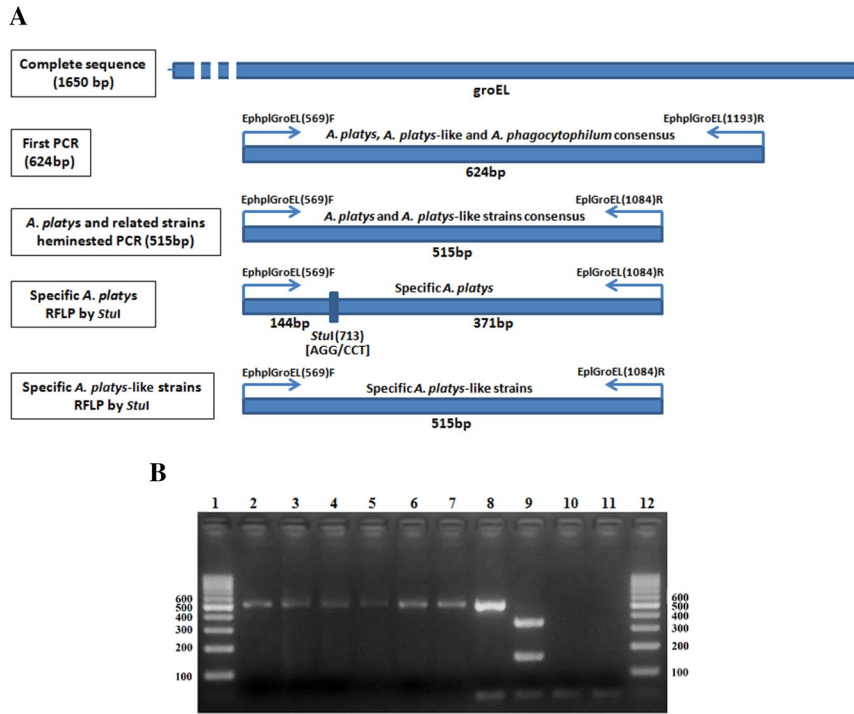 A
Complete sequence
(1650 bp)
groEL
First PCR
(624bp)
EphplGroEL(569)F
EphplGroEL(1193)R
A. platys, A. platys-like and A. phagocytophilum consensus
624bp
A. platys and related strains
heminested PCR (515bp)
EphplGroEL(569)F
EplGroEL(1084)R
A. platys and A. platys-like strains consensus
515bp
Specific A. platys
RFLP by StuI
EphplGroEL(569)F
EplGroEL(1084)R
Specific A. platys
144bp
371bp
StuI(713)
[AGG/CCT]
Specific A. platys-like strains
RFLP by StuI
EphplGroEL(569)F
EplGroEL(1084)R
Specific A. platys-like strains
515bp
B
1 2 3 4 5 6 7 8 9 10 11 12
600
500
400
300
200
100
600
500
400
300
200
100